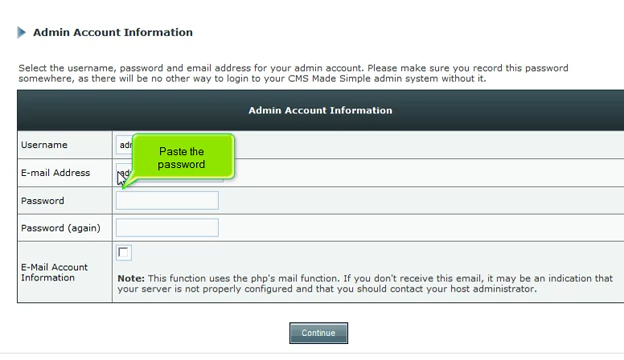 Admin Account Information
Select the username, password and email address for your admin account. Please make sure you record this password
somewhere, as there will be no other way to login to your CMS Made Simple admin system without it.
Admin Account Information
Username
Paste the
password
E-mail Address
Password
Password (again)
E-Mail Account
Information
Note: This function uses the php's mail function. If you don't receive this email, it may be an indication that
your server is not properly configured and that you should contact your host administrator.
Continue